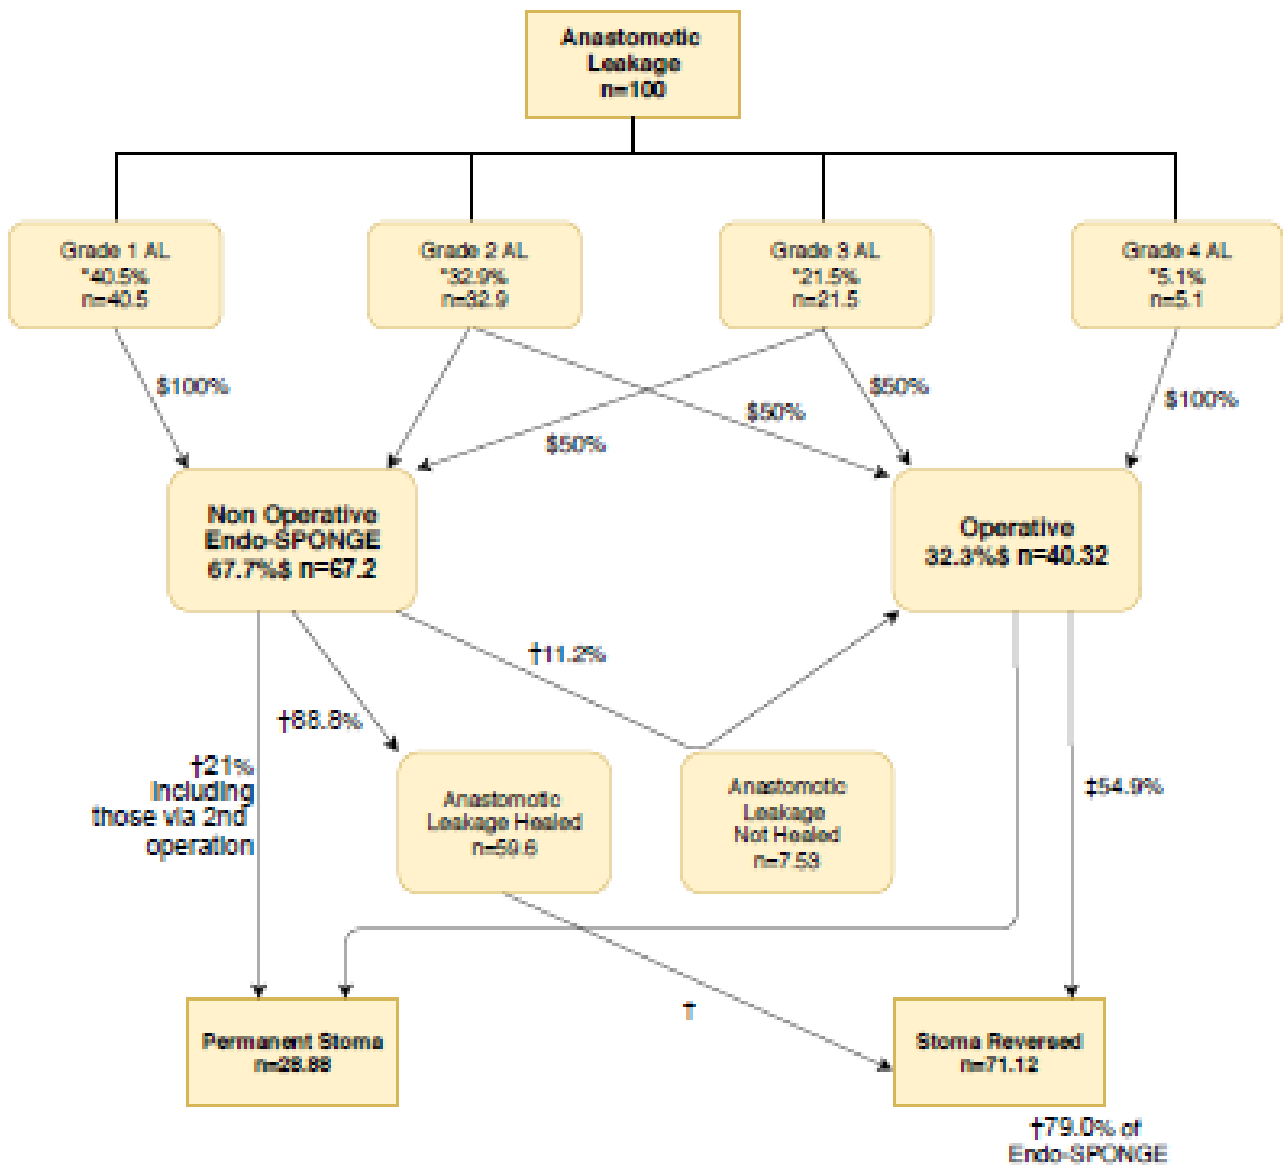 Anastomotic
Leakage
n=100
Grade 1 AL
*40.5%
n=40.5
Grade 2 AL
*32.9%
n=32.9
Grade 3 AL
*21.5%
n=21.5
Grade 4 AL
*5.1%
n=5.1
$100%
$50%
$50%
$50%
$100%
Non Operative
Endo-SPONGE
67.7%$ n=67.2
Operative
32.3%$ n=40.32
†11.2%
†88.8%
†21%
including
those via 2nd
operation
Anastomotic
Leakage Healed
n=59.6
Anastomotic
Leakage
Not Healed
n=7.53
‡54.9%
†
Permanent Stoma
n=28.88
Stoma Reversed
n=71.12
†79.0% of
Endo-SPONGE